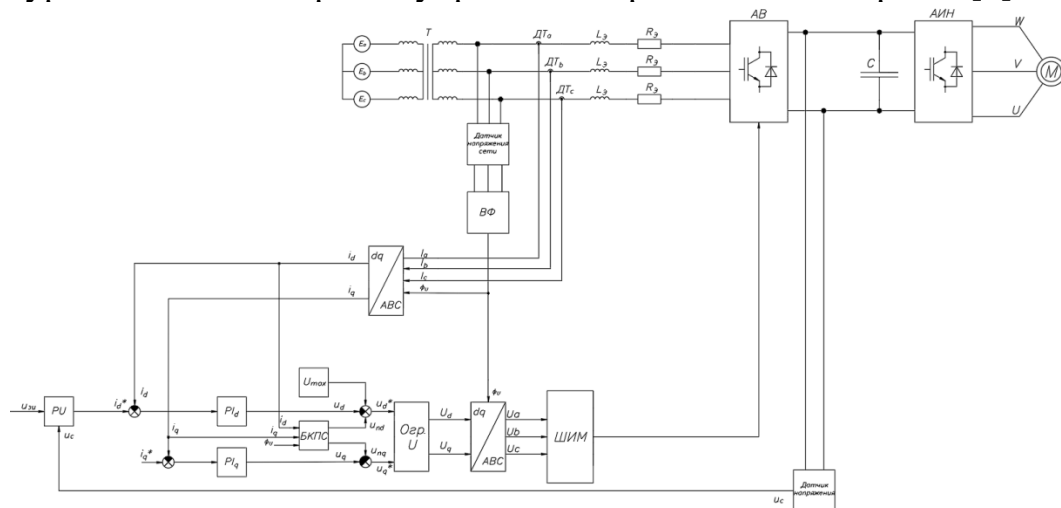 T
ДТa
Lэ
Rэ
АВ
АИН
W
Ea
ДТb
Lэ
Rэ
C
V
M
Eb
ДТc
Lэ
Rэ
U
Ec
Датчик
напряжения
сети
ВФ
id
dq
Ia
Ib
Ic
iq
φu
ABC
Umax
φu
id
uзи
PU
id*
PId
ud
ud*
Ud
dq
Ua
ШИМ
id
und
uc
iq
iq
БКПС
Огр.
U
Ub
φu
unq
iq*
PIq
uq
uq*
Uq
ABC
Uc
Датчик
напряжения
uc